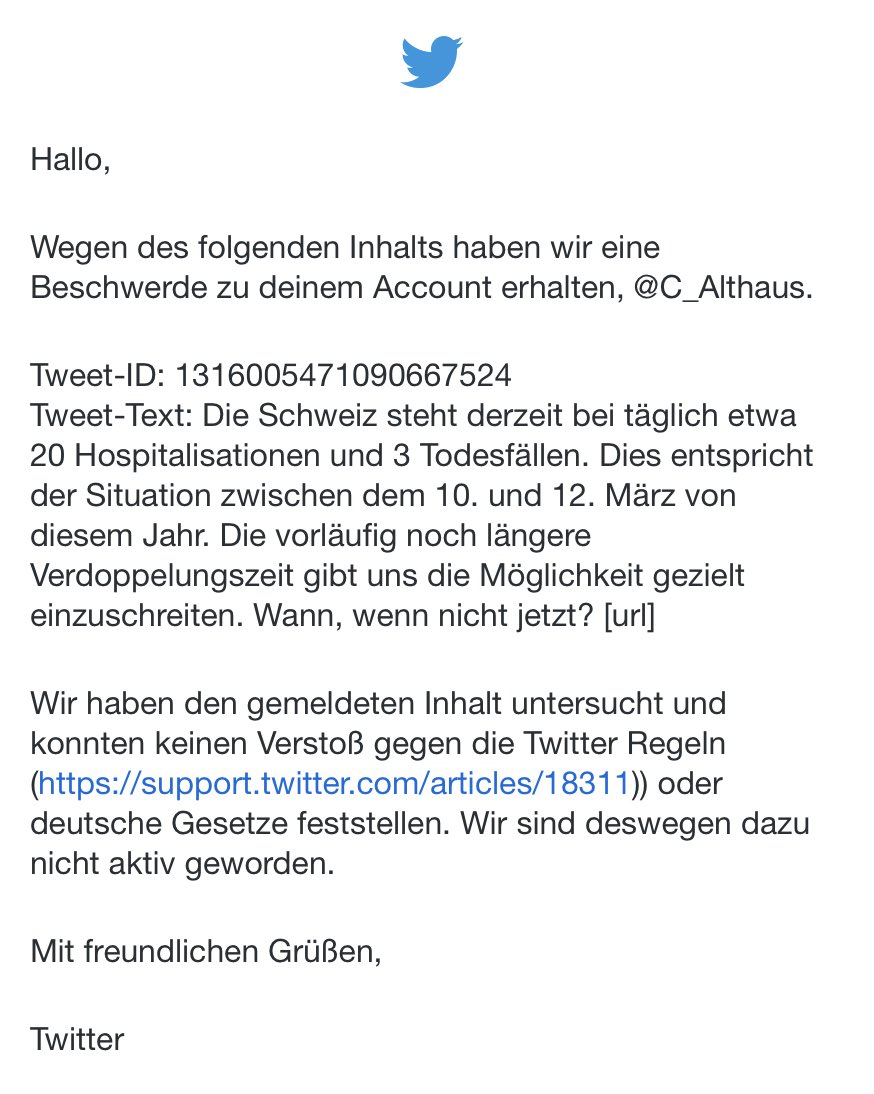 Hallo,
Wegen des folgenden Inhalts haben wir eine
Beschwerde zu deinem Account erhalten, @C_Althaus.
Tweet-ID: 1316005471090667524
Tweet-Text: Die Schweiz steht derzeit bei täglich etwa
20 Hospitalisationen und 3 Todesfällen. Dies entspricht
der Situation zwischen dem 10. und 12. März von
diesem Jahr. Die vorläufig noch längere
Verdoppelungszeit gibt uns die Möglichkeit gezielt
einzuschreiten. Wann, wenn nicht jetzt? [url]
Wir haben den gemeldeten Inhalt untersucht und
konnten keinen Verstoß gegen die Twitter Regeln
(https://support.twitter.com/articles/18311)) oder
deutsche Gesetze feststellen. Wir sind deswegen dazu
nicht aktiv geworden.
Mit freundlichen Grüßen,
Twitter